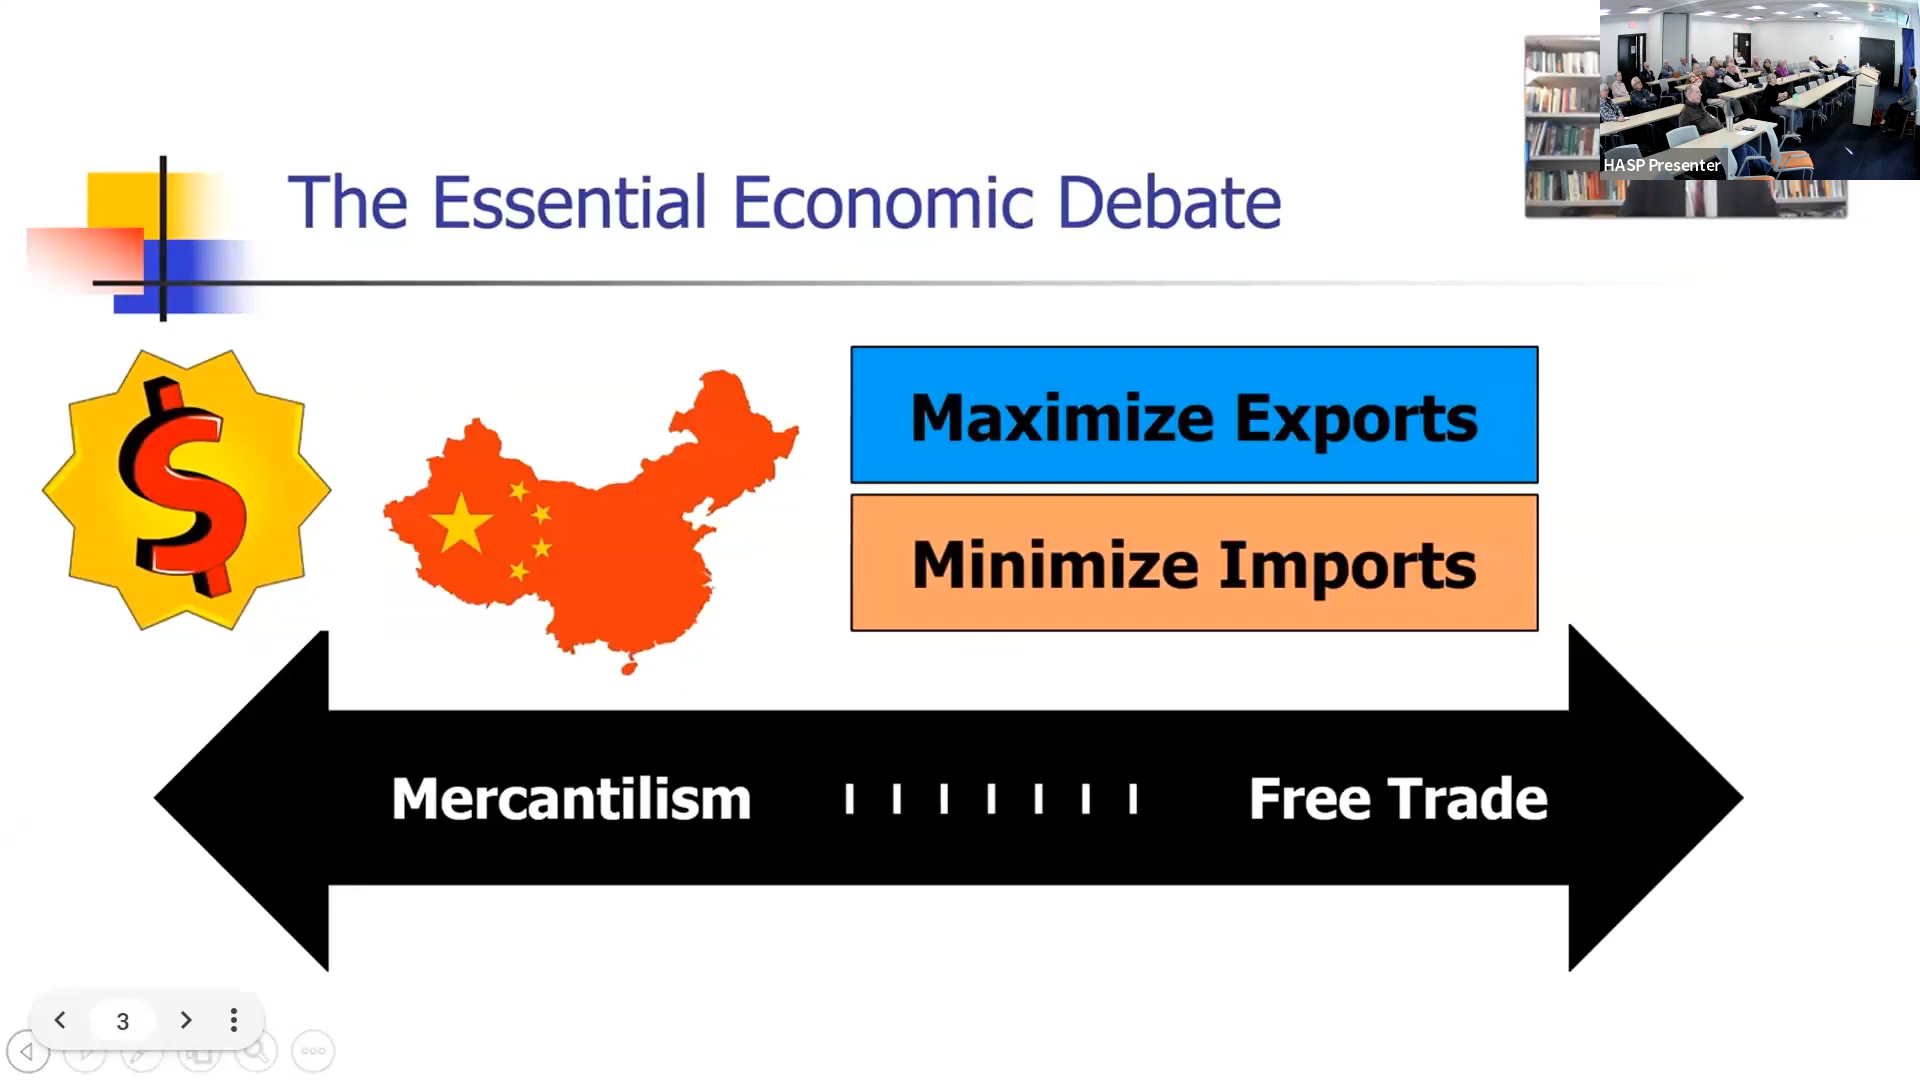 The Essential Economic Debate
HASP Presenter
$
Maximize Exports
Minimize Imports
Mercantilism
Free Trade
3